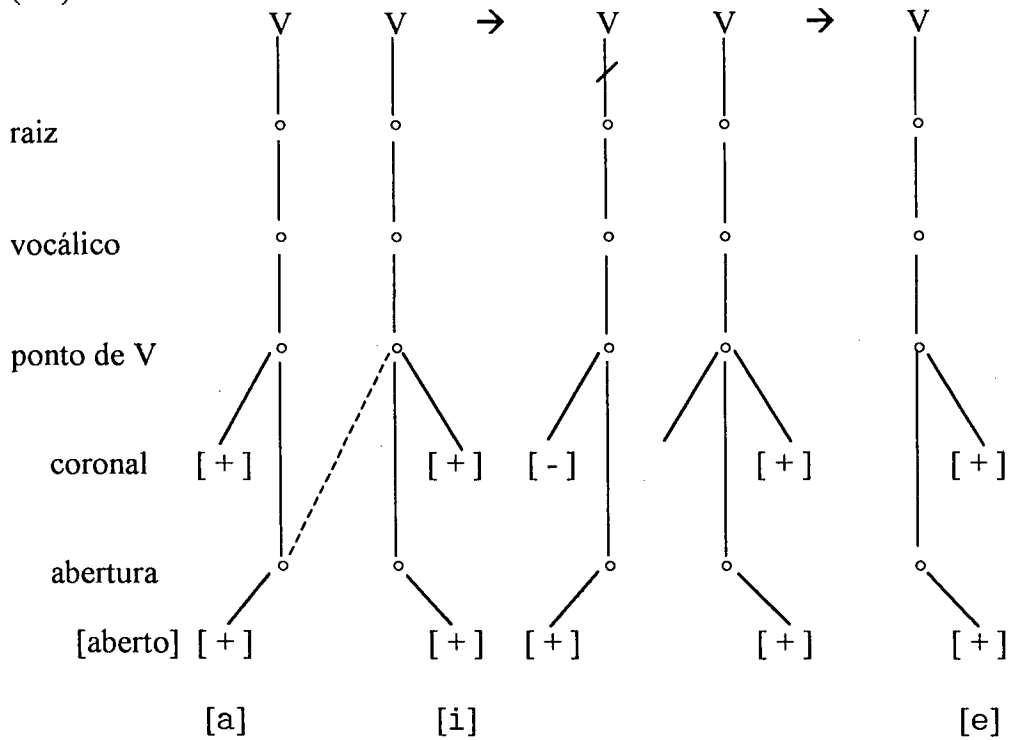 V V → V V → V
raiz
vocálico
ponto de V
coronal [ + ] [ + ] [ - ] [ + ] [ + ]
abertura
[aberto] [ + ] [ + ] [ + ] [ + ] [ + ]
[a] [i] [e]